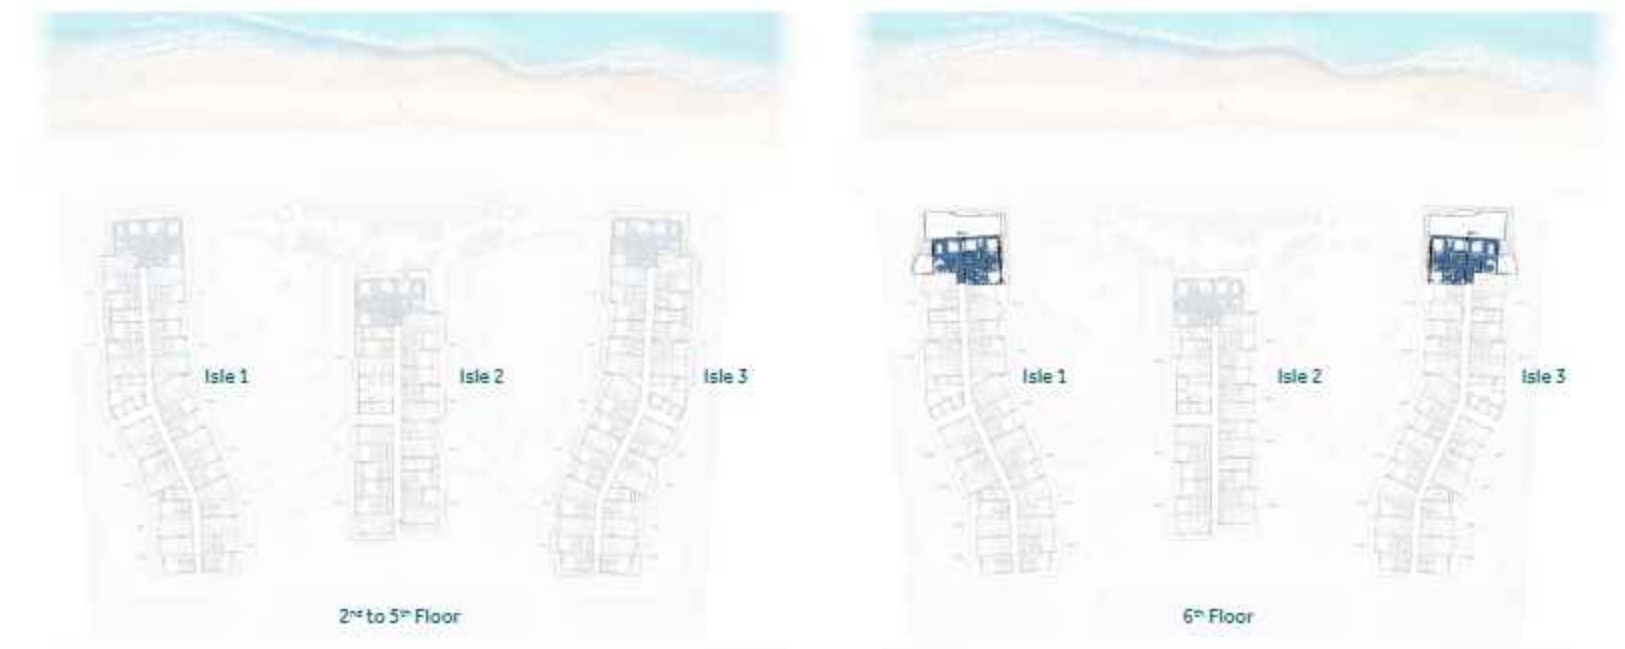 Isle 1
Isle 2
Isle 3
2ⁿᵈ to 5ᵗʰ Floor
Isle 1
Isle 2
Isle 3
6ᵗʰ Floor